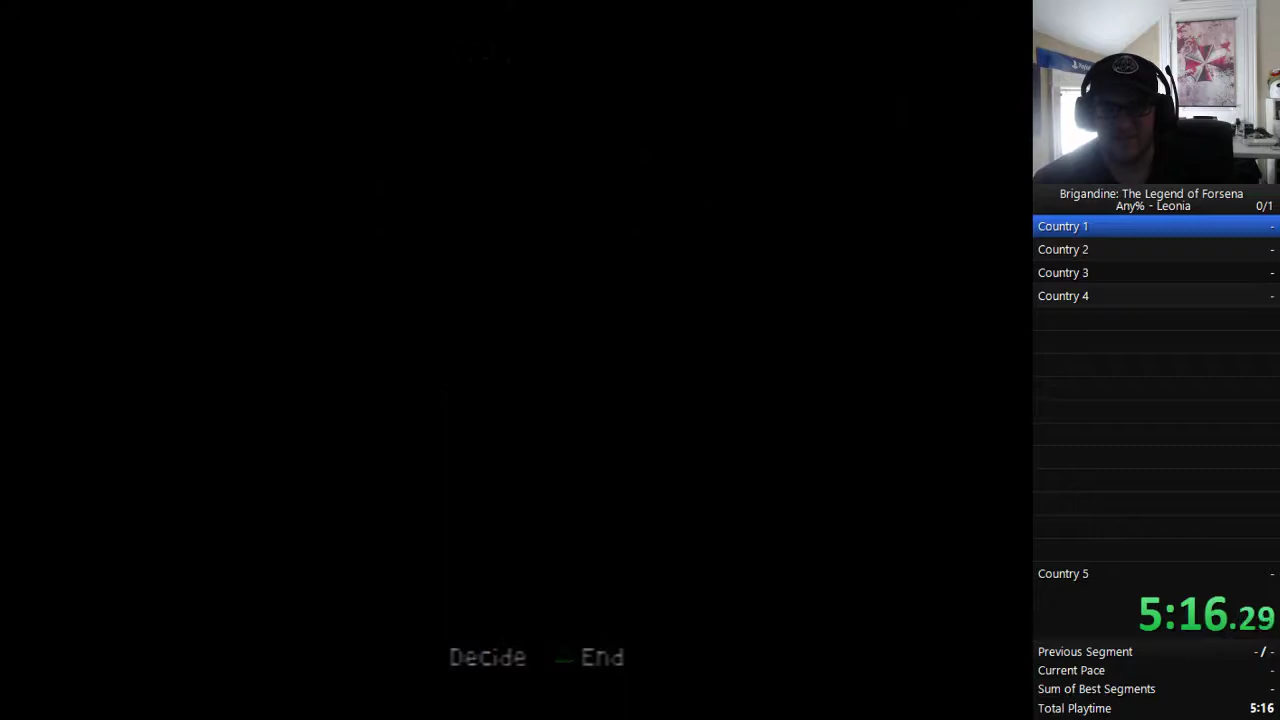 Brigandine: The Legend of Forsena
Any% - Leonia 0/1
Country 1 -
Country 2 -
Country 3 -
Country 4 -
Country 5 -
5:16.29
Previous Segment - / -
Current Pace -
Sum of Best Segments -
Total Playtime 5:16
Decide End